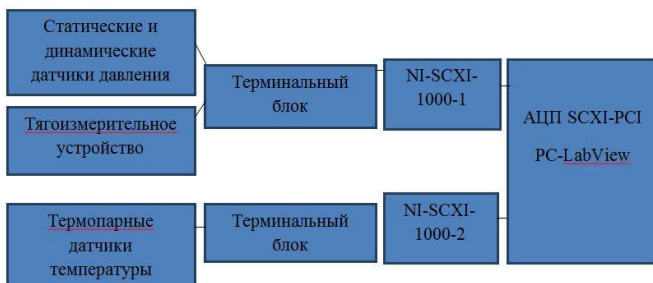 Статические и
динамические
датчики давления
Тягоизмерительное
устройство
Терминальный
блок
NI-SCXI-
1000-1
АЦП SCXI-PCI
PC-LabView
Термопарные
датчики
температуры
Терминальный
блок
NI-SCXI-
1000-2